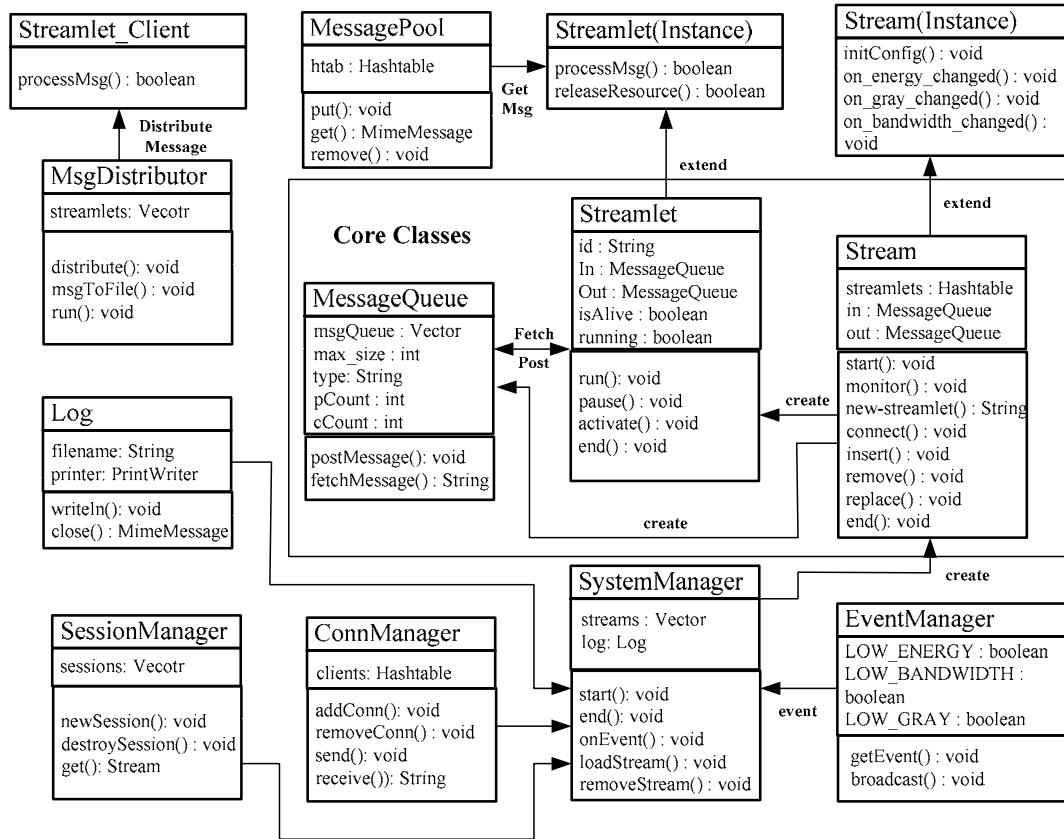 Streamlet_Client
processMsg() : boolean
MessagePool
htab : Hashtable
put(): void
get() : MimeMessage
remove() : void
Get
Msg
Streamlet(Instance)
processMsg() : boolean
releaseResource() : boolean
Stream(Instance)
initConfig() : void
on_energy_changed() : void
on_gray_changed() : void
on_bandwidth_changed() :
void
Distribute
Message
extend
extend
MsgDistributor
streamlets: Vecotr
distribute(): void
msgToFile() : void
run(): void
Core Classes
MessageQueue
msgQueue : Vector
max_size : int
type: String
pCount : int
cCount : int
postMessage(): void
fetchMessage() : String
Fetch
Post
Streamlet
id : String
In : MessageQueue
Out : MessageQueue
isAlive : boolean
running : boolean
run(): void
pause() : void
activate() : void
end() : void
create
create
Stream
streamlets : Hashtable
in : MessageQueue
out : MessageQueue
start(): void
monitor() : void
new-streamlet() : String
connect() : void
insert() : void
remove() : void
replace() : void
end(): void
Log
filename: String
printer: PrintWriter
writeln(): void
close() : MimeMessage
create
SessionManager
sessions: Vecotr
newSession(): void
destroySession() : void
get(): Stream
ConnManager
clients: Hashtable
addConn(): void
removeConn() : void
send(): void
receive()): String
SystemManager
streams : Vector
log: Log
start(): void
end(): void
onEvent() : void
loadStream() : void
removeStream() : void
event
EventManager
LOW_ENERGY : boolean
LOW_BANDWIDTH :
boolean
LOW_GRAY : boolean
getEvent() : void
broadcast() : void